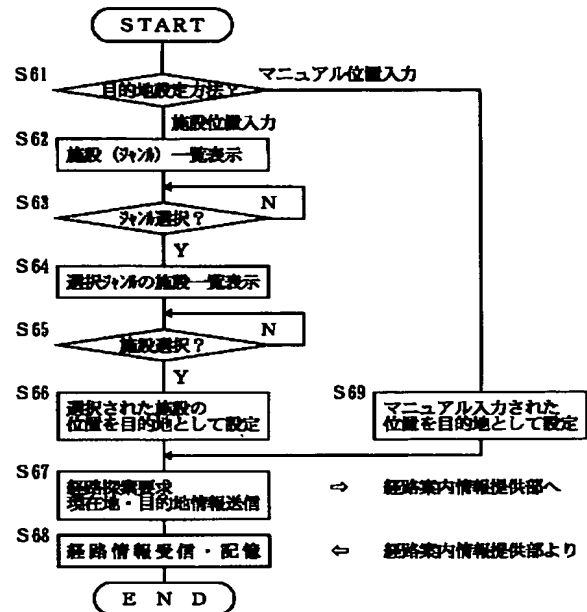 START
S61
目的地設定方法?
マニュアル位置入力
施設位置入力
S62
施設(ジャンル)一覧表示
S63
ジャンル選択?
N
Y
S64
選択ジャンルの施設一覧表示
S65
施設選択?
N
Y
S66
選択された施設の
位置を目的地として設定
S69
マニュアル入力された
位置を目的地として設定
S67
経路探索要求
現在地・目的地情報送信
⇨ 経路案内情報提供部へ
S68
経路情報受信・記憶
⇦ 経路案内情報提供部より
END